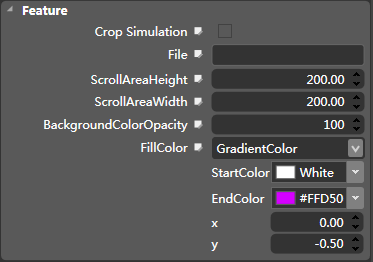 Feature
Crop Simulation
File
ScrollAreaHeight 200.00
ScrollAreaWidth 200.00
BackgroundColorOpacity 100
FillColor GradientColor
StartColor White
EndColor #FFD50
x 0.00
y -0.50